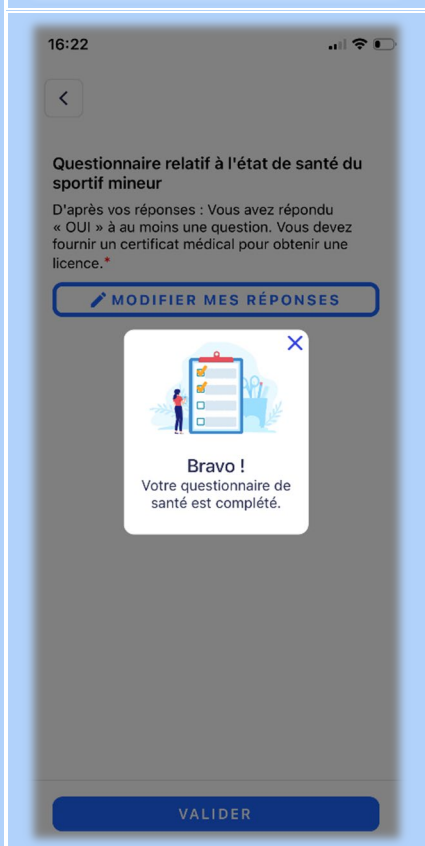 16:22
Questionnaire relatif à l'état de santé du
sportif mineur
D'après vos réponses : Vous avez répondu
« OUI » à au moins une question. Vous devez
fournir un certificat médical pour obtenir une
licence.*
MODIFIER MES RÉPONSES
Bravo !
Votre questionnaire de
santé est complété.
VALIDER